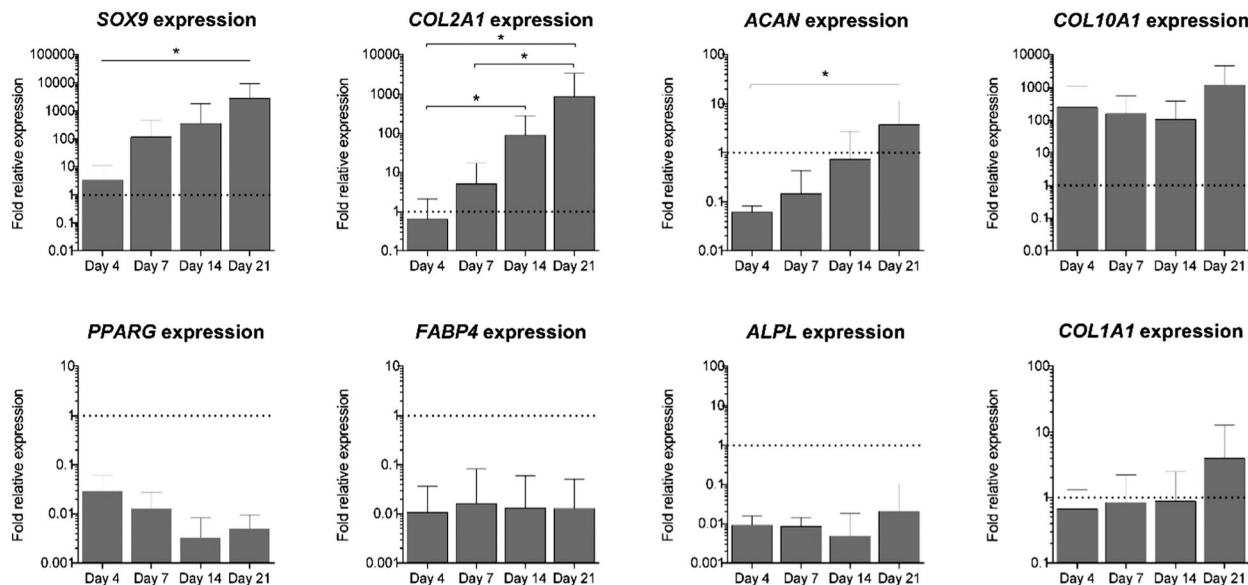 SOX9 expression
COL2A1 expression
ACAN expression
COL10A1 expression
Fold relative expression
100000
10000
1000
100
10
1
0.1
0.01
*
Day 4 Day 7 Day 14 Day 21
Fold relative expression
10000
1000
100
10
1
0.1
*
*
*
Day 4 Day 7 Day 14 Day 21
Fold relative expression
100
10
1
0.1
0.01
*
Day 4 Day 7 Day 14 Day 21
Fold relative expression
10000
1000
100
10
1
0.1
0.01
Day 4 Day 7 Day 14 Day 21
PPARG expression
FABP4 expression
ALPL expression
COL1A1 expression
Fold relative expression
10
1
0.1
0.01
0.001
Day 4 Day 7 Day 14 Day 21
Fold relative expression
10
1
0.1
0.01
0.001
Day 4 Day 7 Day 14 Day 21
Fold relative expression
10
1
0.1
0.01
0.001
Day 4 Day 7 Day 14 Day 21
Fold relative expression
100
10
1
0.1
Day 4 Day 7 Day 14 Day 21